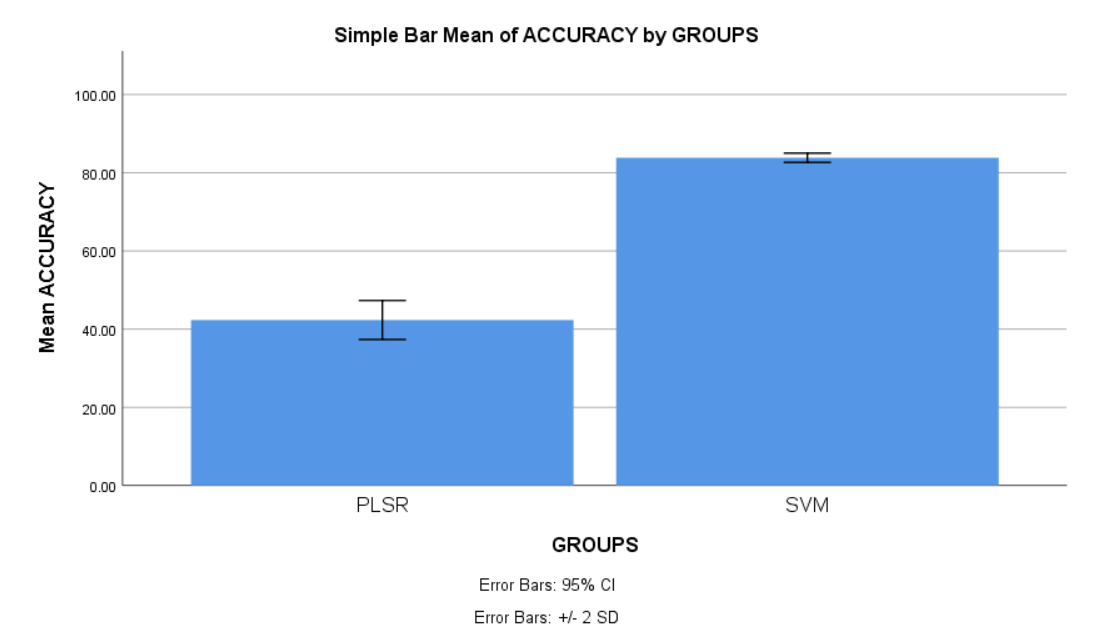 Simple Bar Mean of ACCURACY by GROUPS
Mean ACCURACY
100.00
80.00
60.00
40.00
20.00
0.00
PLSR
SVM
GROUPS
Error Bars: 95% CI
Error Bars: +/- 2 SD